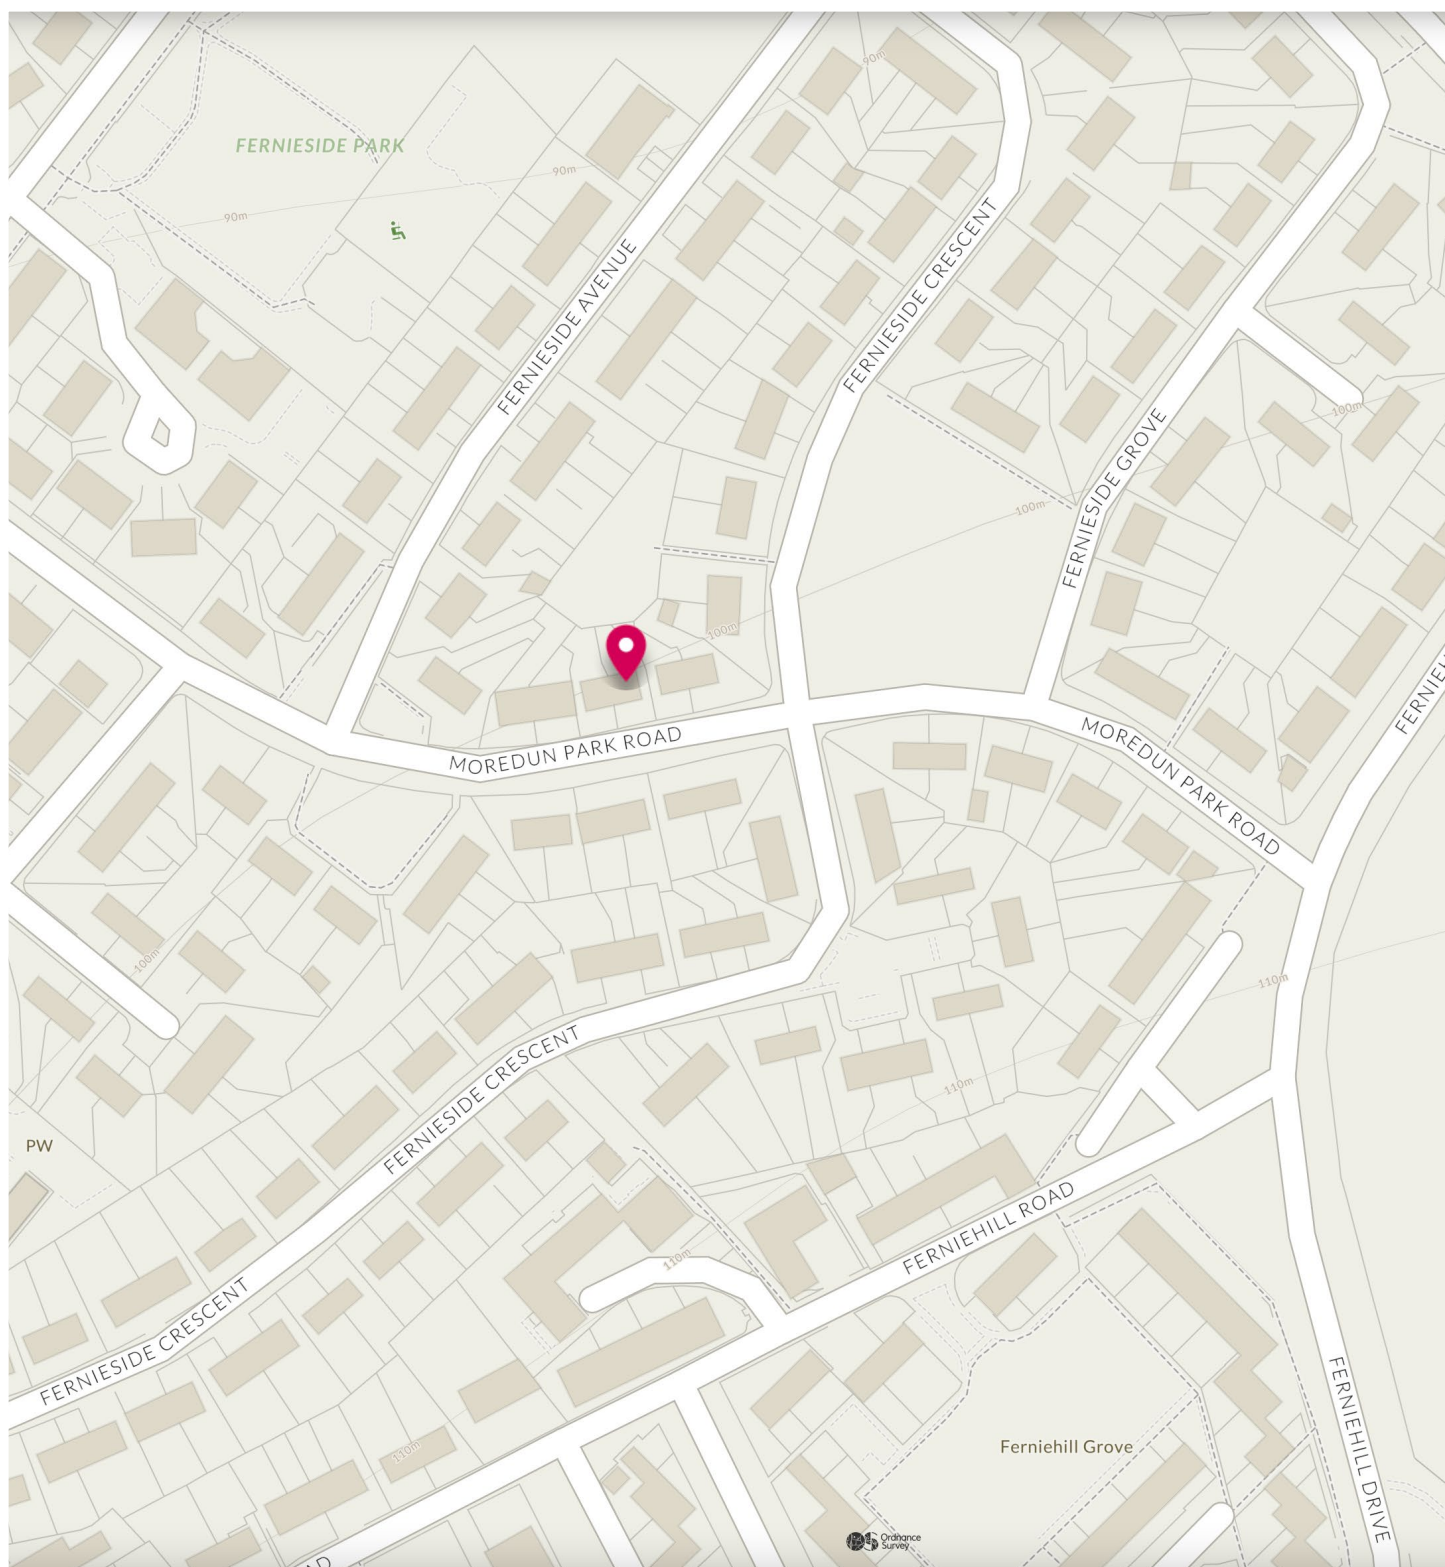 90m
FERNIESIDE PARK
90m
90m
FERNIESIDE AVENUE
FERNIESIDE CRESCENT
FERNIESIDE GROVE
100m
100m
100m
MOREDUN PARK ROAD
MOREDUN PARK ROAD
100m
110m
FERNIESIDE CRESCENT
110m
PW
FERNIEHILL ROAD
110m
FERNIESIDE CRESCENT
FERNIEHILL DRIVE
110m
Ferniehill Grove
Ordnance
Survey